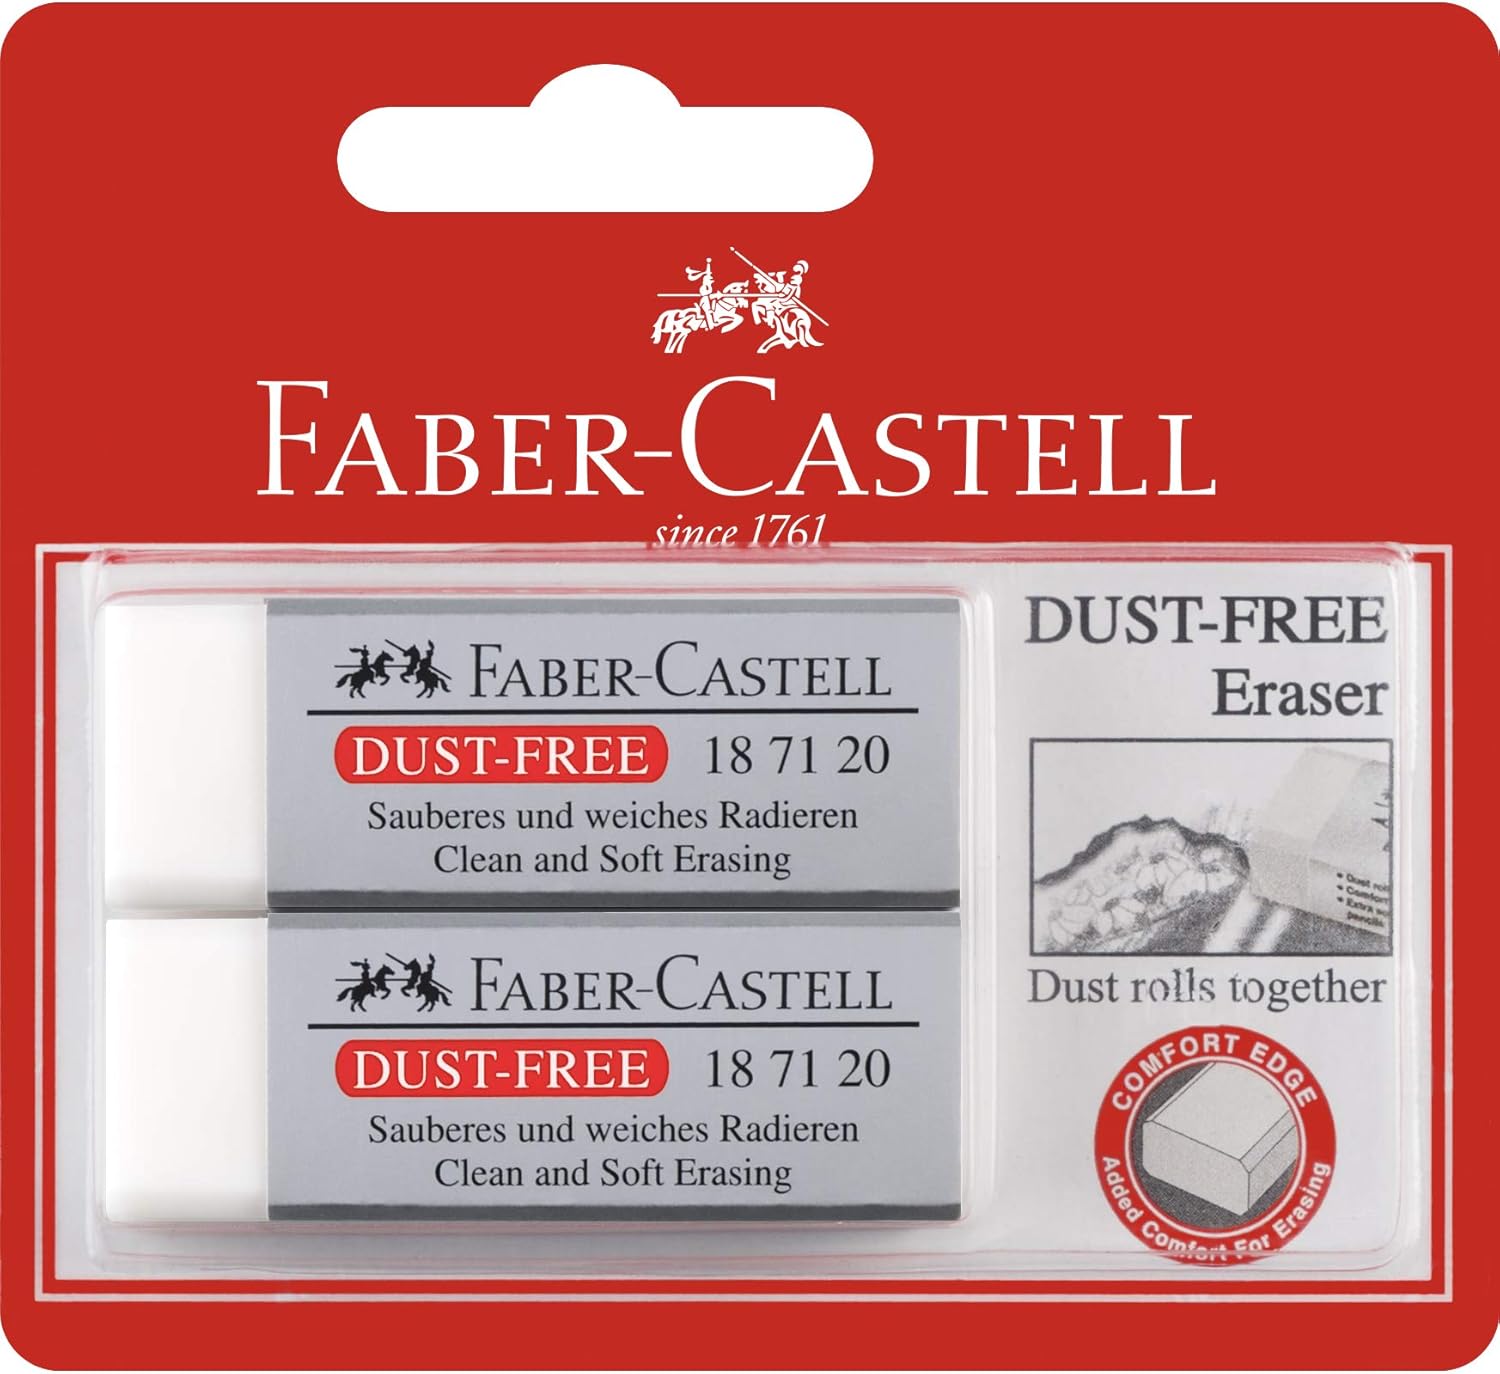 FABER-CASTELL
since 1761
FABER-CASTELL
DUST-FREE 18 71 20
Sauberes und weiches Radieren
Clean and Soft Erasing
FABER-CASTELL
DUST-FREE 18 71 20
Sauberes und weiches Radieren
Clean and Soft Erasing
DUST-FREE
Eraser
pencils
Dust rolls together
COMFORT EDGE
Added Comfort For Erasing